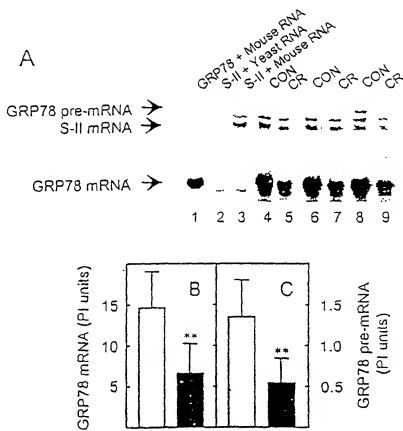 A
GRP78 + Mouse RNA
S-II + Yeast RNA
S-II + Mouse RNA
CON
CR
CON
CR
CON
CR
GRP78 pre-mRNA
S-II mRNA
GRP78 mRNA
1 2 3 4 5 6 7 8 9
B
C
GRP78 mRNA (PI units)
15
10
5
**
**
1.5
1.0
0.5
GRP78 pre-mRNA
(PI units)